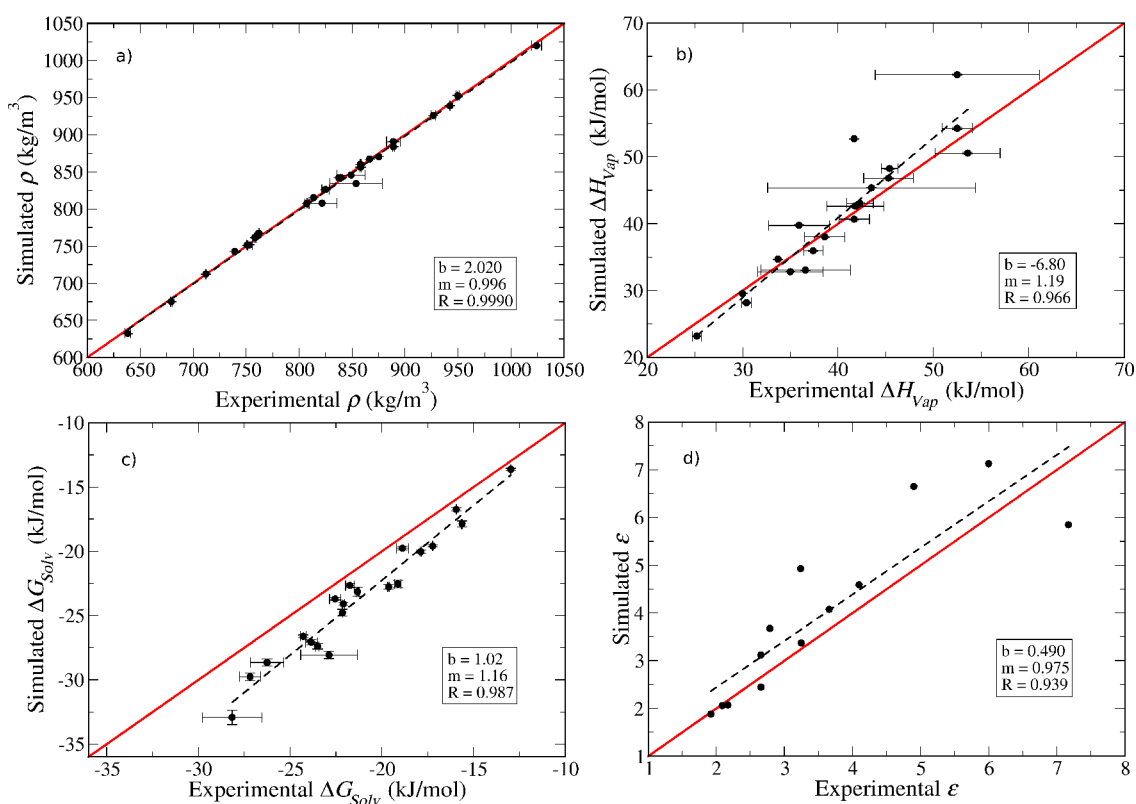 a)
1050
1000
950
900
850
800
750
700
650
600
600 650 700 750 800 850 900 950 1000 1050
Simulated ρ (kg/m³)
Experimental ρ (kg/m³)
b = 2.020
m = 0.996
R = 0.9990
b)
70
60
50
40
30
20
20 30 40 50 60 70
Simulated ΔH_Vap (kJ/mol)
Experimental ΔH_Vap (kJ/mol)
b = -6.80
m = 1.19
R = 0.966
c)
-10
-15
-20
-25
-30
-35
-35 -30 -25 -20 -15 -10
Simulated ΔG_Solv (kJ/mol)
Experimental ΔG_Solv (kJ/mol)
b = 1.02
m = 1.16
R = 0.987
d)
8
7
6
5
4
3
2
1
1 2 3 4 5 6 7 8
Simulated ε
Experimental ε
b = 0.490
m = 0.975
R = 0.939